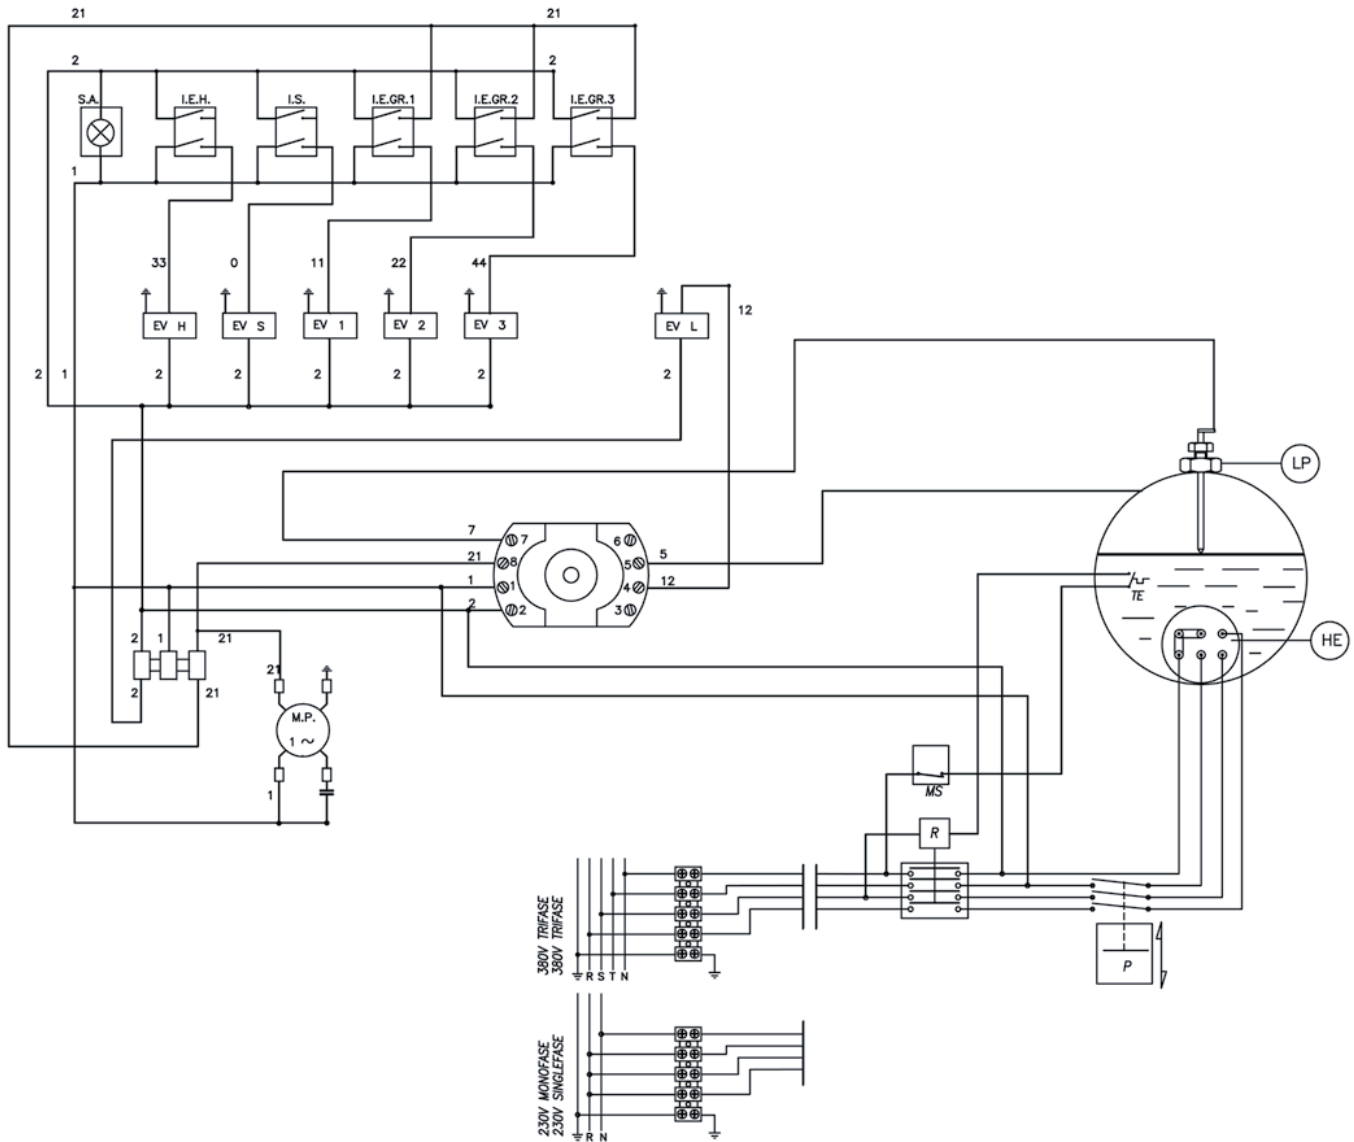 21 21
2 2
S.A. I.E.H. I.S. I.E.GR.1 I.E.GR.2 I.E.GR.3
1
33 0 11 22 44
12
EV H EV S EV 1 EV 2 EV 3 EV L
2 1 2 2 2 2 2 2
LP
7 7 6
21 8 5 5
1 1 4 12
2 2 3
TE
2 1 21
HE
21
2 21
M.P.
1 ~
1
MS
R
380V TRIFASE
380V TRIFASE
R S T N
P
230V MONOFASE
230V SINGLEFASE
R N